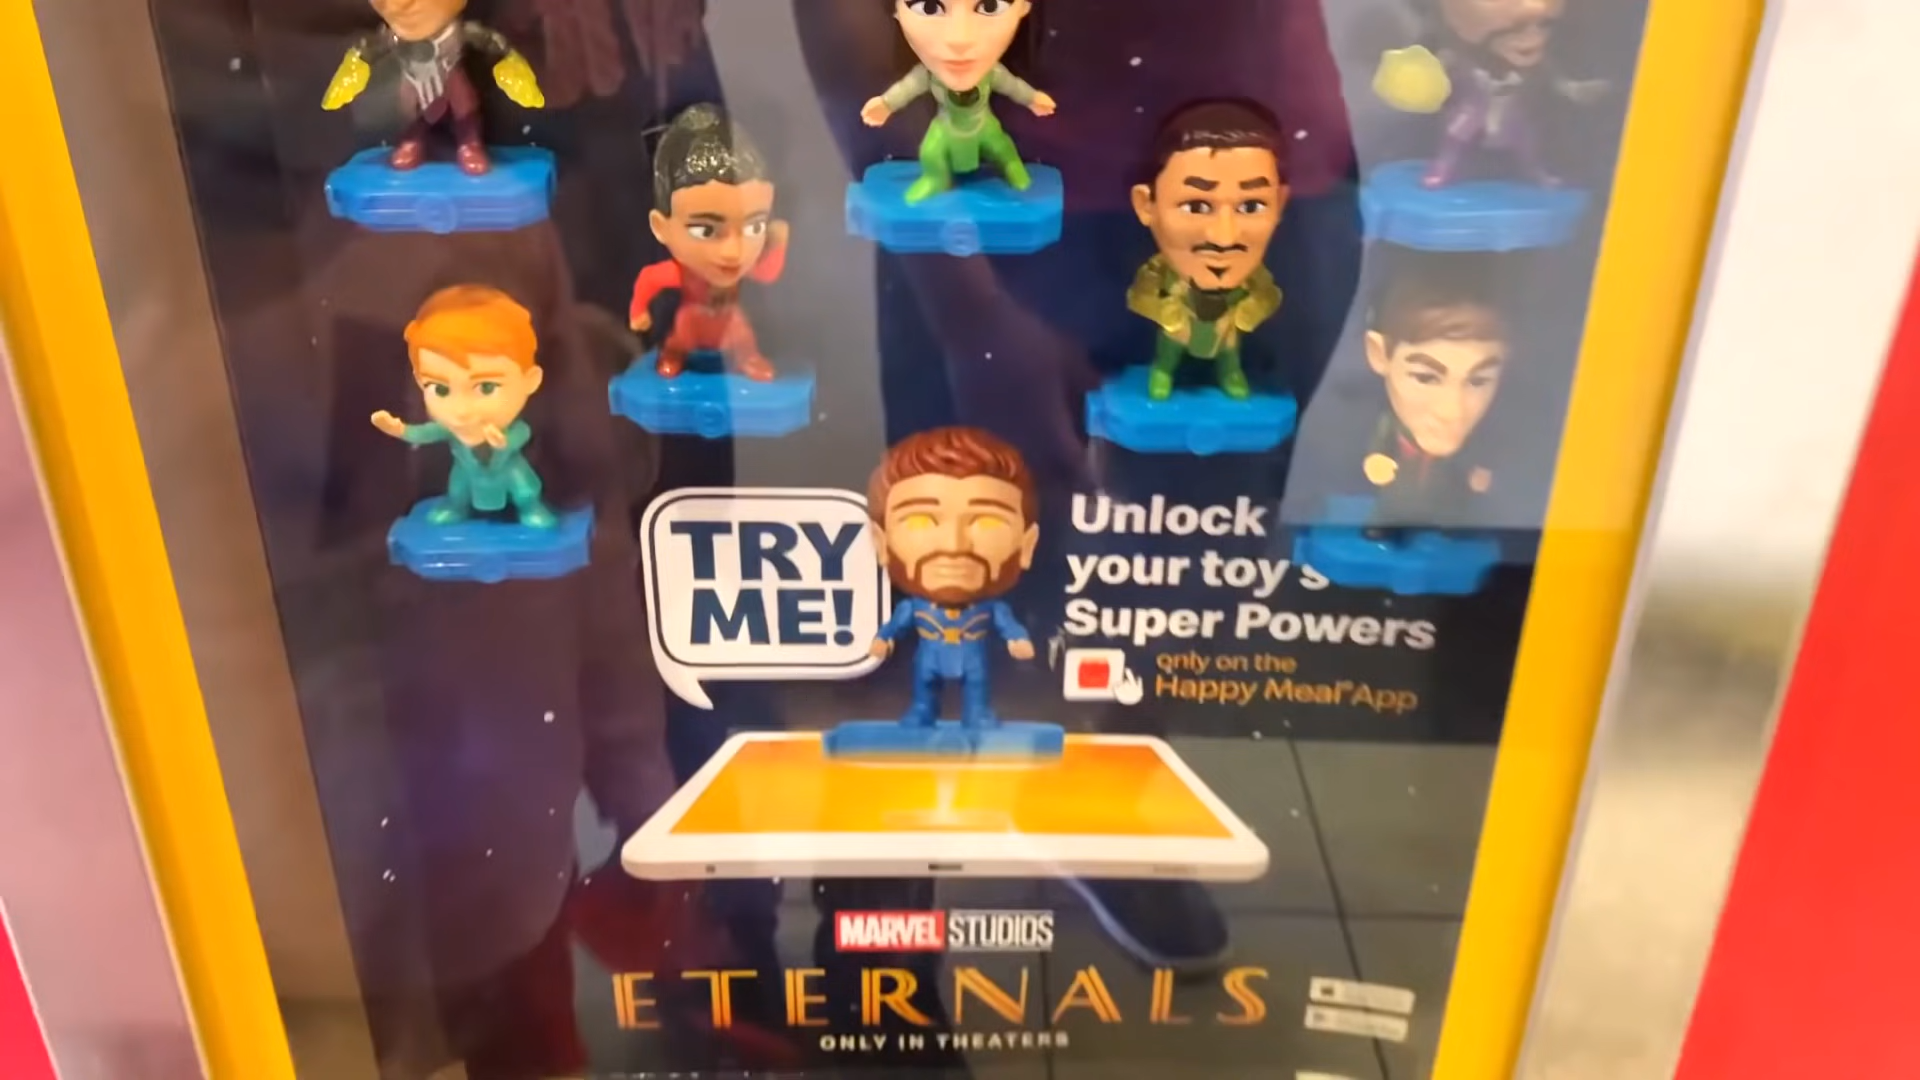 TRY
ME!
Unlock
your toy's
Super Powers
only on the
Happy Meal® App
MARVEL STUDIOS
ETERNALS
ONLY IN THEATERS